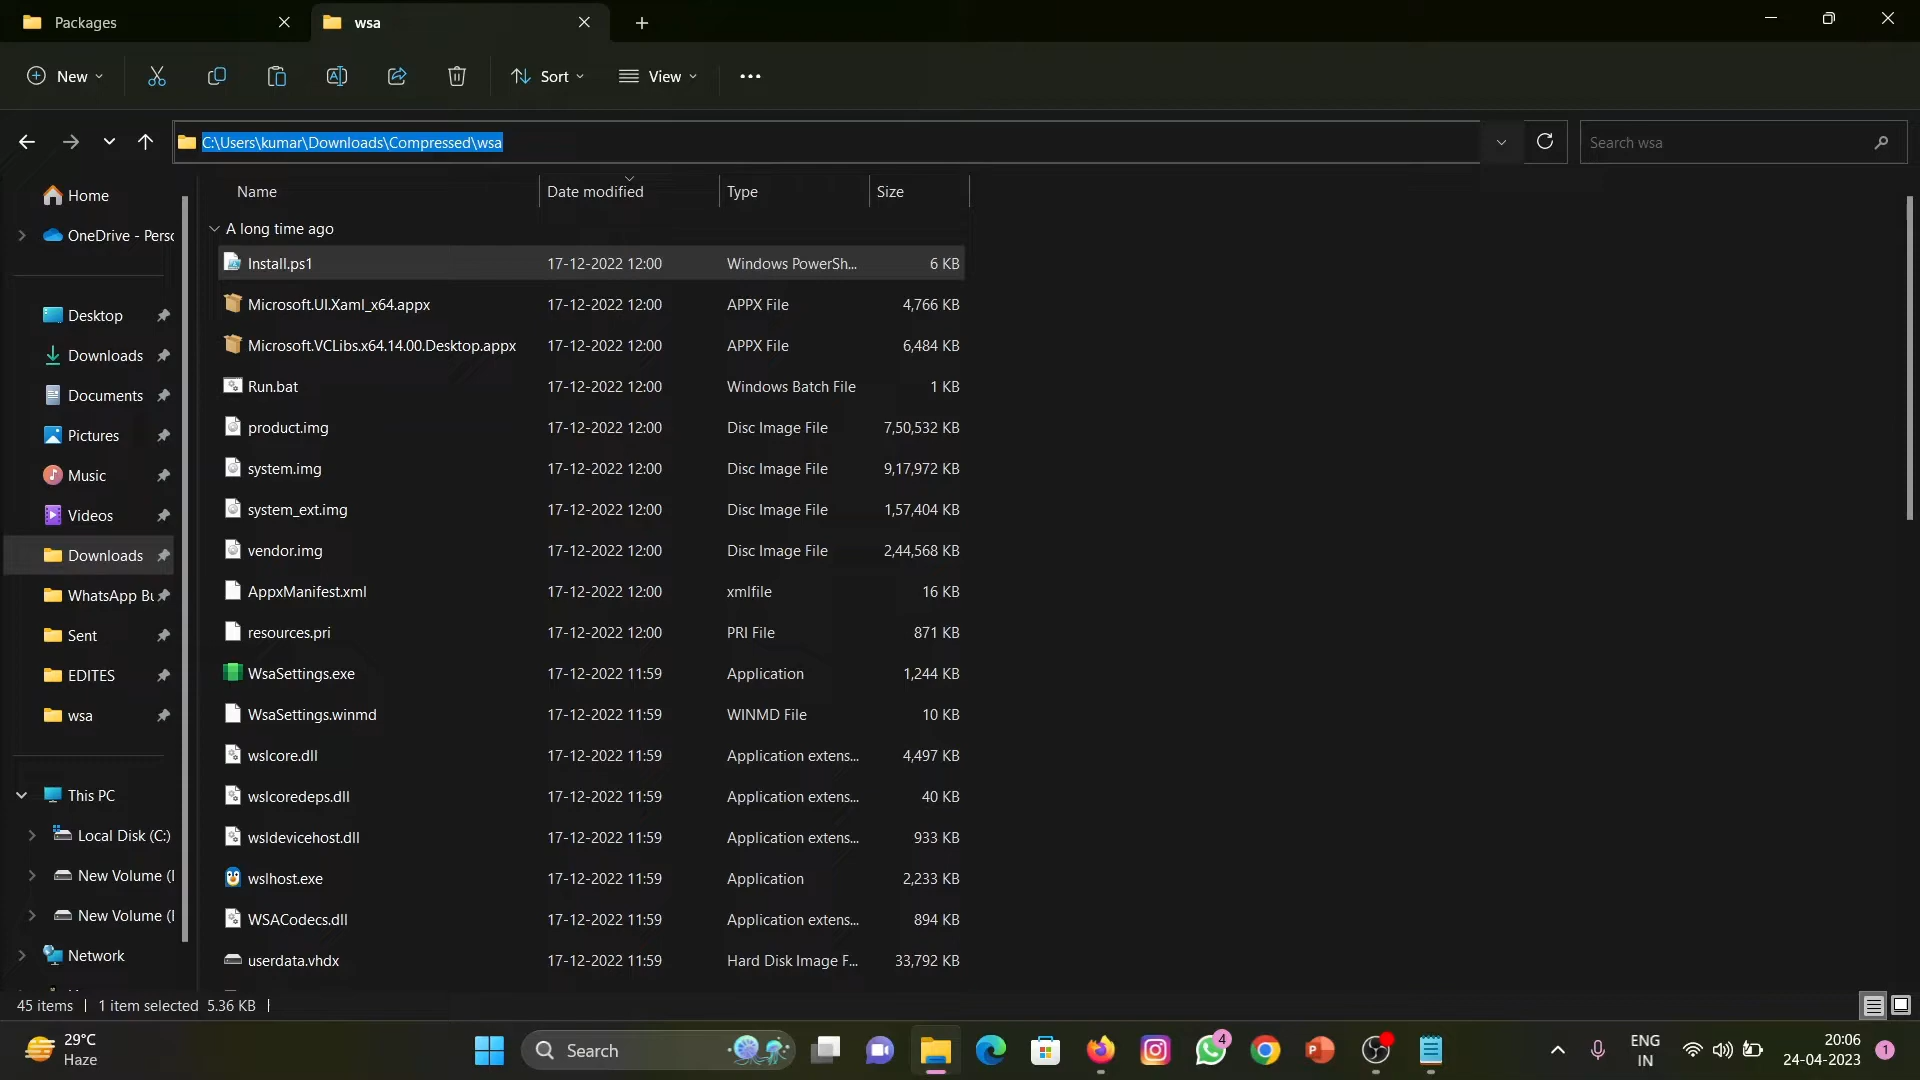 Packages
wsa
New
Sort
View
C:\Users\kumar\Downloads\Compressed\wsa
Search wsa
Name
Date modified
Type
Size
Home
OneDrive - Perso
Desktop
Downloads
Documents
Pictures
Music
Videos
Downloads
WhatsApp Bu
Sent
EDITES
wsa
This PC
Local Disk (C:)
New Volume (
New Volume (
Network
A long time ago
Install.ps1 17-12-2022 12:00 Windows PowerSh... 6 KB
Microsoft.UI.Xaml_x64.appx 17-12-2022 12:00 APPX File 4,766 KB
Microsoft.VCLibs.x64.14.00.Desktop.appx 17-12-2022 12:00 APPX File 6,484 KB
Run.bat 17-12-2022 12:00 Windows Batch File 1 KB
product.img 17-12-2022 12:00 Disc Image File 7,50,532 KB
system.img 17-12-2022 12:00 Disc Image File 9,17,972 KB
system_ext.img 17-12-2022 12:00 Disc Image File 1,57,404 KB
vendor.img 17-12-2022 12:00 Disc Image File 2,44,568 KB
AppxManifest.xml 17-12-2022 12:00 xmlfile 16 KB
resources.pri 17-12-2022 12:00 PRI File 871 KB
WsaSettings.exe 17-12-2022 11:59 Application 1,244 KB
WsaSettings.winmd 17-12-2022 11:59 WINMD File 10 KB
wslcore.dll 17-12-2022 11:59 Application extens... 4,497 KB
wslcoredeps.dll 17-12-2022 11:59 Application extens... 40 KB
wsldevicehost.dll 17-12-2022 11:59 Application extens... 933 KB
wslhost.exe 17-12-2022 11:59 Application 2,233 KB
WSACodecs.dll 17-12-2022 11:59 Application extens... 894 KB
userdata.vhdx 17-12-2022 11:59 Hard Disk Image F... 33,792 KB
45 items | 1 item selected 5.36 KB |
29°C
Haze
Search
4
ENG
IN
20:06
24-04-2023
1